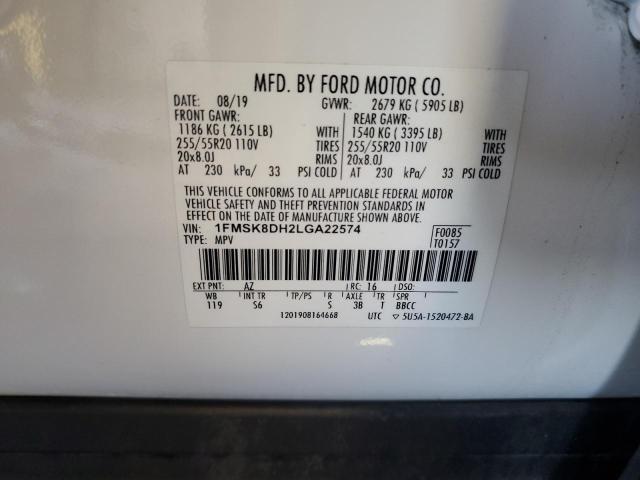 MFD. BY FORD MOTOR CO.
DATE: 08/19 GVWR: 2679 KG ( 5905 LB)
FRONT GAWR: REAR GAWR:
1186 KG ( 2615 LB) WITH 1540 KG ( 3395 LB) WITH
255/55R20 110V TIRES 255/55R20 110V TIRES
20x8.0J RIMS 20x8.0J RIMS
AT 230 kPa/ 33 PSI COLD AT 230 kPa/ 33 PSI COLD
THIS VEHICLE CONFORMS TO ALL APPLICABLE FEDERAL MOTOR
VEHICLE SAFETY AND THEFT PREVENTION STANDARDS IN
EFFECT ON THE DATE OF MANUFACTURE SHOWN ABOVE.
VIN: 1FMSK8DH2LGA22574 F0085
TYPE: MPV T0157
EXT PNT: AZ RC: 16 DSO:
WB INT TR TP/PS R AXLE TR SPR
119 S6 S 3B T BBCC
1201908164668 UTC ▽ 5U5A-1520472-BA